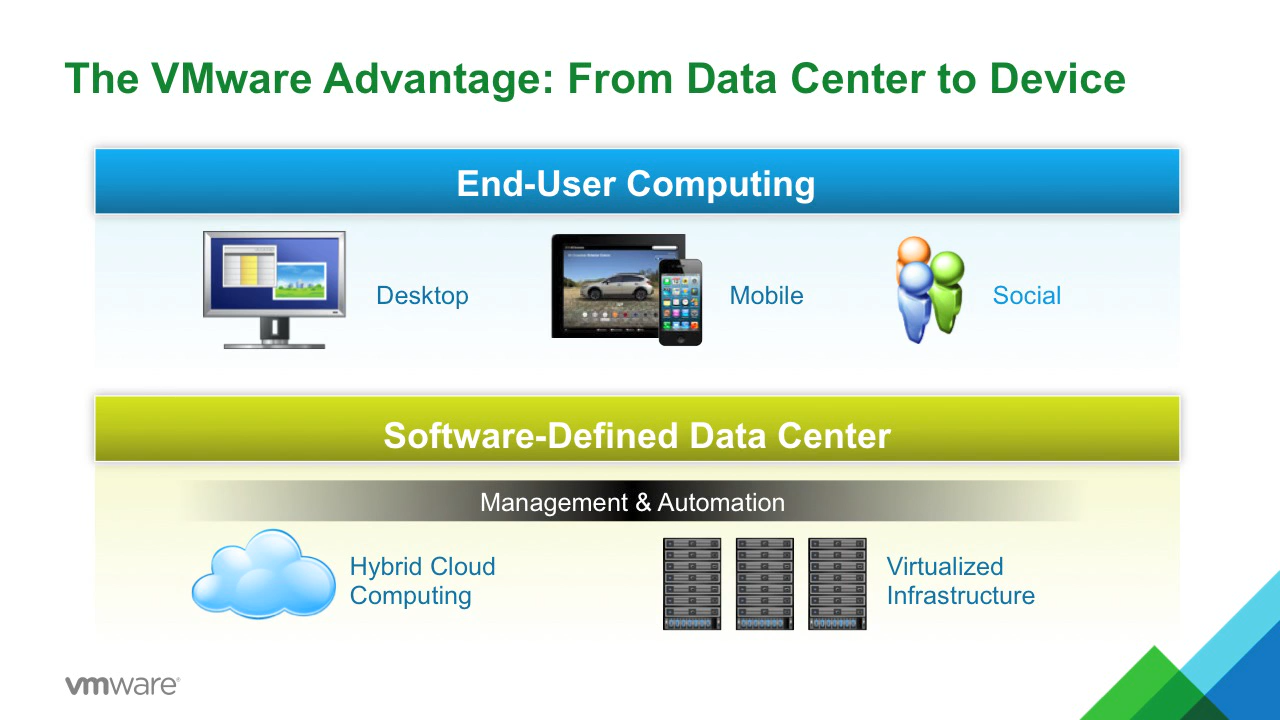 The VMware Advantage: From Data Center to Device
End-User Computing
Desktop
Mobile
Social
Software-Defined Data Center
Management & Automation
Hybrid Cloud
Computing
Virtualized
Infrastructure
vmware®